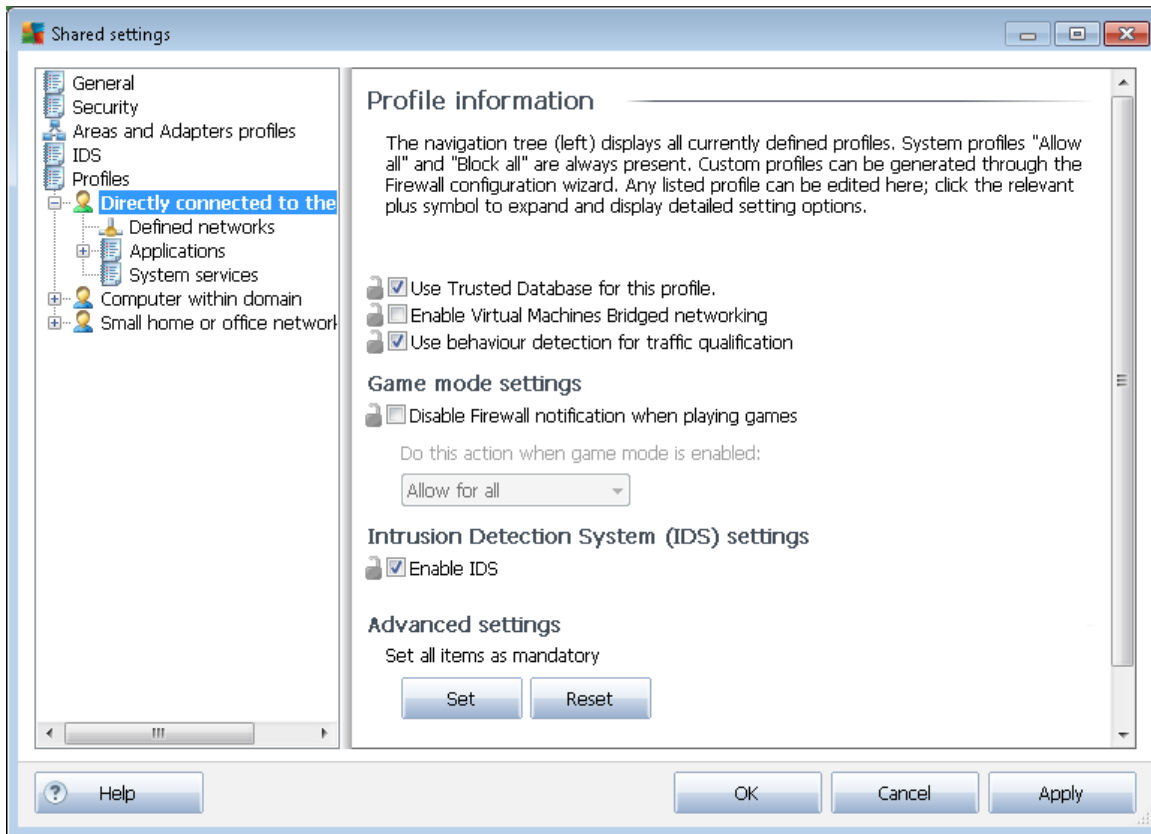 Shared settings
General
Security
Areas and Adapters profiles
IDS
Profiles
Directly connected to the
Defined networks
Applications
System services
Computer within domain
Small home or office network
Profile information
The navigation tree (left) displays all currently defined profiles. System profiles "Allow
all" and "Block all" are always present. Custom profiles can be generated through the
Firewall configuration wizard. Any listed profile can be edited here; click the relevant
plus symbol to expand and display detailed setting options.
Use Trusted Database for this profile.
Enable Virtual Machines Bridged networking
Use behaviour detection for traffic qualification
Game mode settings
Disable Firewall notification when playing games
Do this action when game mode is enabled:
Allow for all
Intrusion Detection System (IDS) settings
Enable IDS
Advanced settings
Set all items as mandatory
Set Reset
? Help OK Cancel Apply